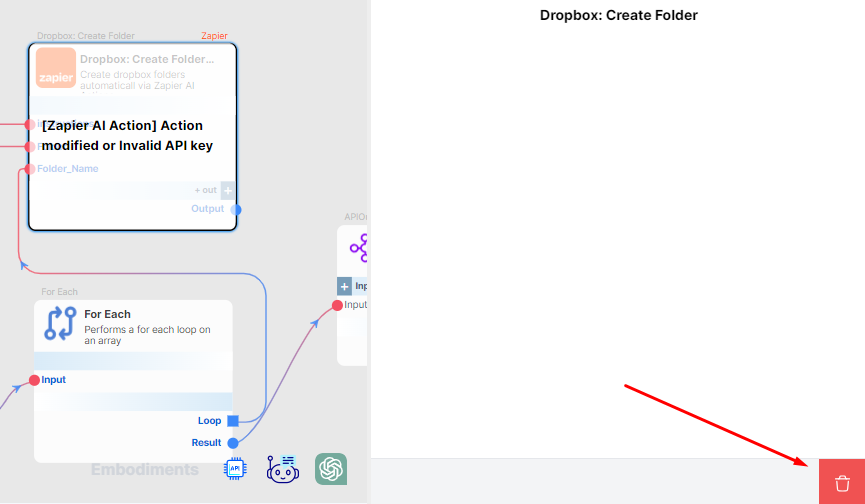 Dropbox: Create Folder
Zapier
zapier
Dropbox: Create Folder...
Create dropbox folders
automaticall via Zapier AI
[Zapier AI Action] Action
modified or Invalid API key
Folder_Name
+ out +
Output
For Each
For Each
Performs a for each loop on
an array
Input
Loop
Result
Embodiments
API
+
Input
Dropbox: Create Folder